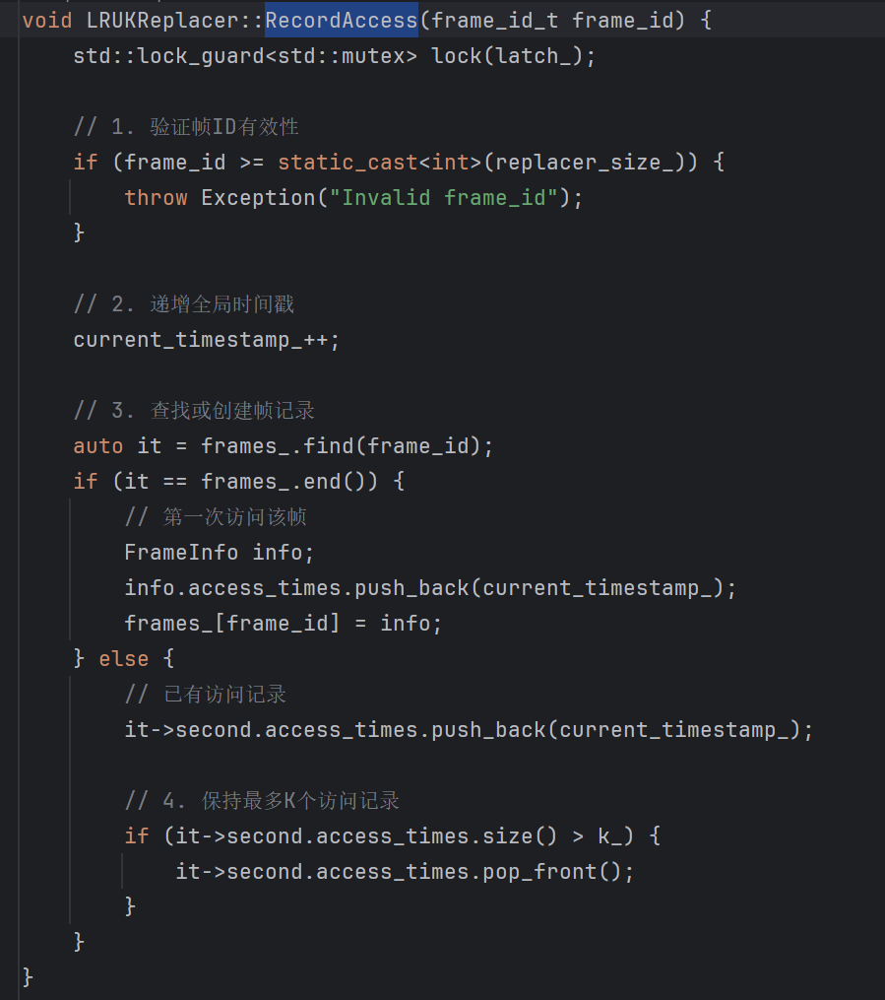 void LRUKReplacer::RecordAccess(frame_id_t frame_id) {
    std::lock_guard<std::mutex> lock(latch_);
    // 1. 验证帧ID有效性
    if (frame_id >= static_cast<int>(replacer_size_)) {
        throw Exception("Invalid frame_id");
    }
    // 2. 递增全局时间戳
    current_timestamp_++;
    // 3. 查找或创建帧记录
    auto it = frames_.find(frame_id);
    if (it == frames_.end()) {
        // 第一次访问该帧
        FrameInfo info;
        info.access_times.push_back(current_timestamp_);
        frames_[frame_id] = info;
    } else {
        // 已有访问记录
        it->second.access_times.push_back(current_timestamp_);
        // 4. 保持最多K个访问记录
        if (it->second.access_times.size() > k_) {
            it->second.access_times.pop_front();
        }
    }
}